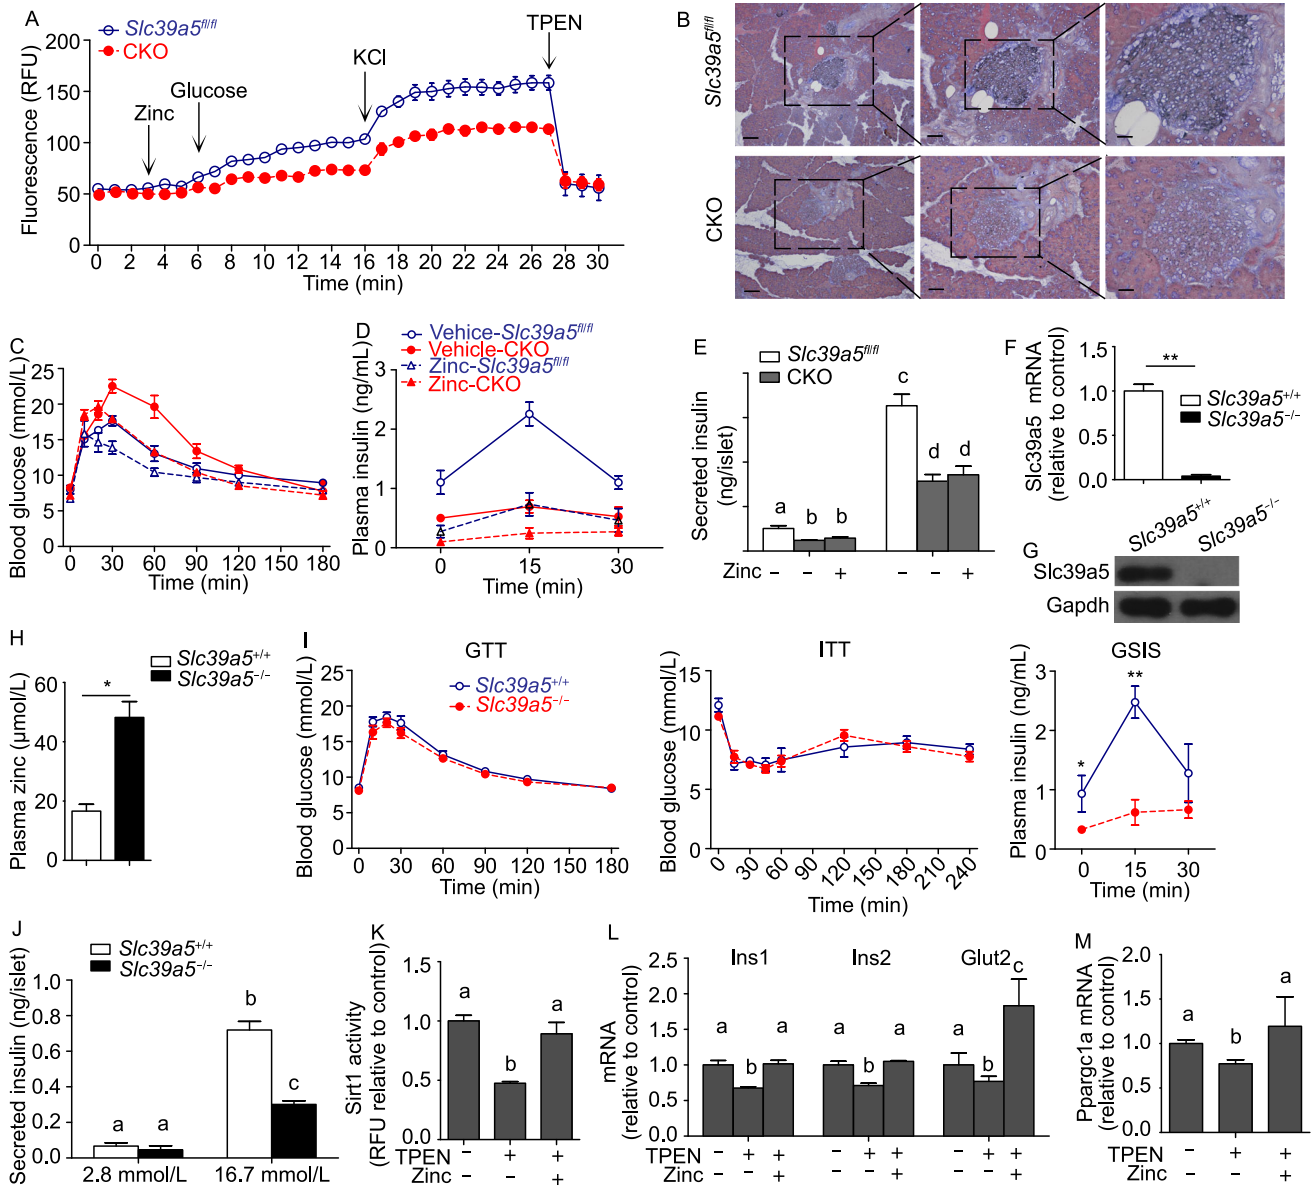 A
Slc39a5fl/fl
CKO
TPEN
KCl
Glucose
Zinc
Fluorescence (RFU)
200
150
100
50
0
0 2 4 6 8 10 12 14 16 18 20 22 24 26 28 30
Time (min)
B
Slc39a5fl/fl
CKO
C
Blood glucose (mmol/L)
25
20
15
10
5
0
0 30 60 90 120 150 180
Time (min)
D
Vehice-Slc39a5fl/fl
Vehicle-CKO
Zinc-Slc39a5fl/fl
Zinc-CKO
Plasma insulin (ng/mL)
3
2
1
0
0 15 30
Time (min)
E
Slc39a5fl/fl
CKO
Secreted insulin
(ng/islet)
a b b c d d
Zinc – – + – – +
F
Slc39a5 mRNA
(relative to control)
1.5
1.0
0.5
0.0
**
Slc39a5+/+
Slc39a5–/–
G
Slc39a5+/+ Slc39a5–/–
Slc39a5
Gapdh
H
Slc39a5+/+
Slc39a5–/–
Plasma zinc (μmol/L)
60
40
20
0
*
I
GTT
Slc39a5+/+
Slc39a5–/–
Blood glucose (mmol/L)
20
15
10
5
0
0 30 60 90 120 150 180
Time (min)
ITT
Blood glucose (mmol/L)
15
10
5
0
0 30 60 90 120 150 180 210 240
Time (min)
GSIS
Plasma insulin (ng/mL)
3
2
1
0
* **
0 15 30
Time (min)
J
Slc39a5+/+
Slc39a5–/–
Secreted insulin (ng/islet)
1.0
0.8
0.6
0.4
0.2
0.0
a a b c
2.8 mmol/L 16.7 mmol/L
K
Sirt1 activity
(RFU relative to control)
1.5
1.0
0.5
0.0
a b a
TPEN – + +
Zinc – – +
L
Ins1 Ins2 Glut2
mRNA
(relative to control)
2.5
2.0
1.5
1.0
0.5
0.0
a b a a b a a b c
TPEN – + + – + + – + +
Zinc – – + – – + – – +
M
Ppargc1a mRNA
(relative to control)
2.0
1.5
1.0
0.5
0.0
a b a
TPEN – + +
Zinc – – +